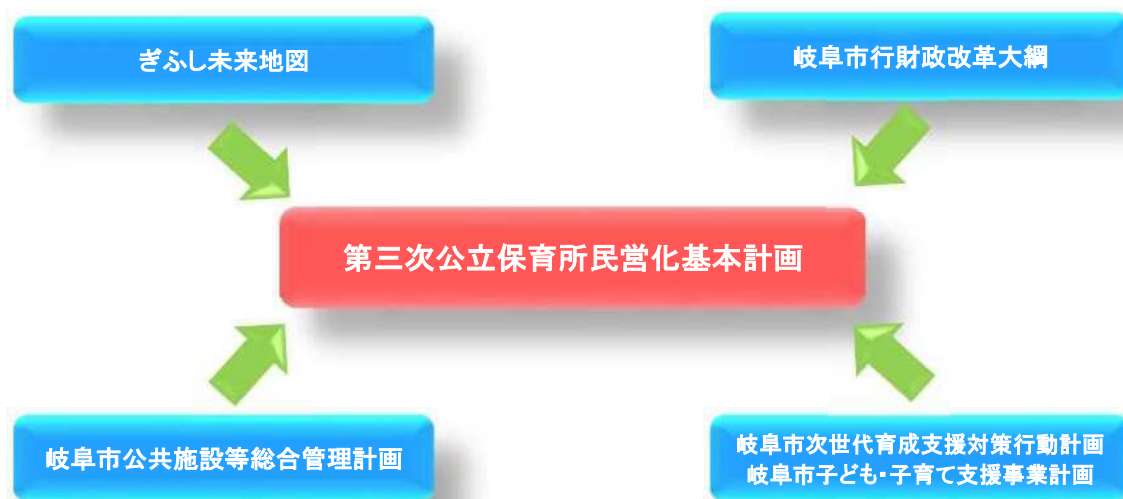 ぎふし未来地図
岐阜市行財政改革大綱
第三次公立保育所民営化基本計画
岐阜市公共施設等総合管理計画
岐阜市次世代育成支援対策行動計画
岐阜市子ども・子育て支援事業計画